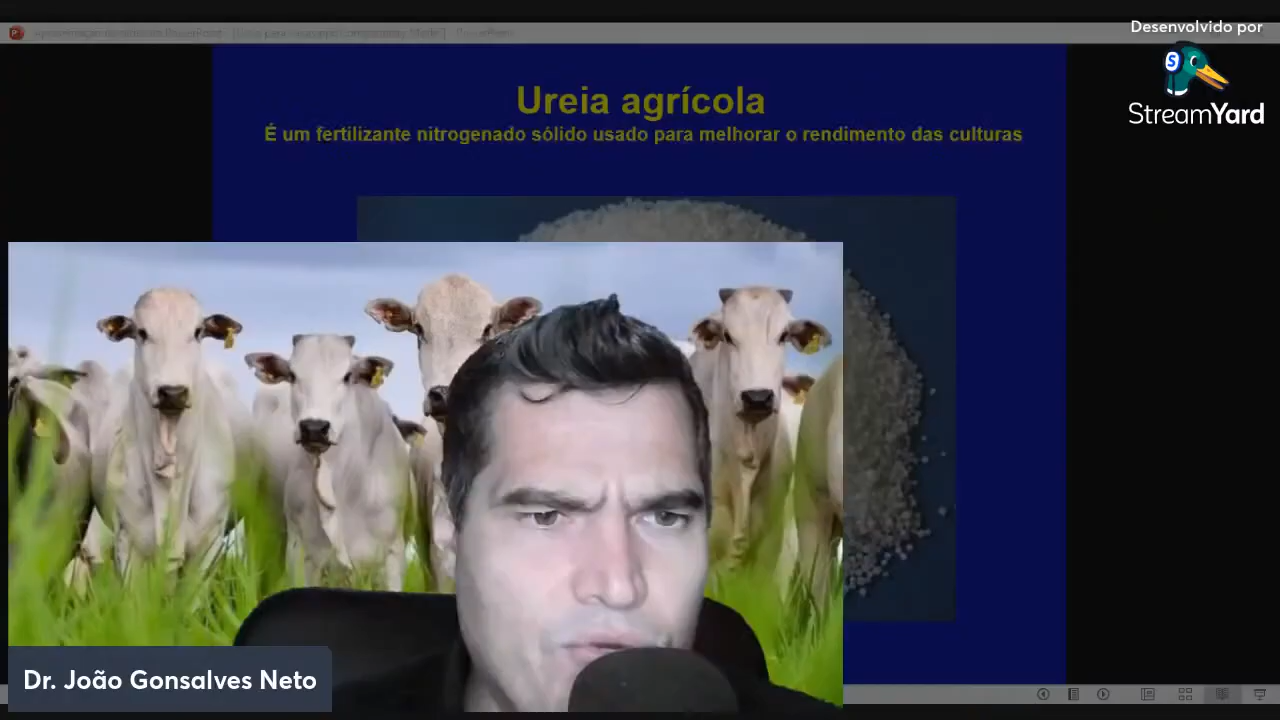 Desenvolvido por
StreamYard
Ureia agrícola
É um fertilizante nitrogenado sólido usado para melhorar o rendimento das culturas
Dr. João Gonsalves Neto